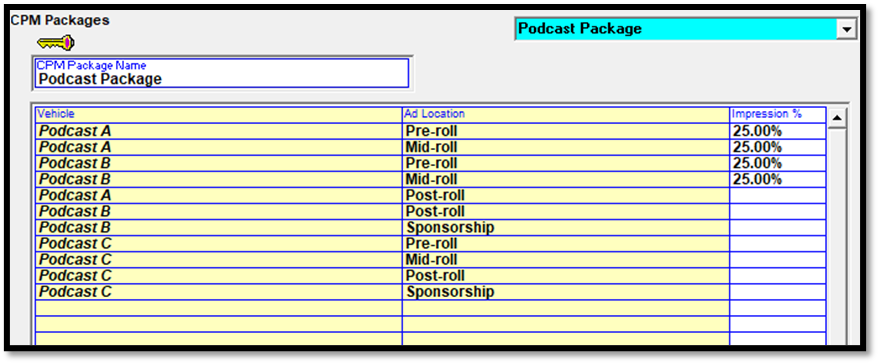 CPM Packages
Podcast Package
CPM Package Name
Podcast Package
Vehicle Ad Location Impression %
Podcast A Pre-roll 25.00%
Podcast A Mid-roll 25.00%
Podcast B Pre-roll 25.00%
Podcast B Mid-roll 25.00%
Podcast A Post-roll
Podcast B Post-roll
Podcast B Sponsorship
Podcast C Pre-roll
Podcast C Mid-roll
Podcast C Post-roll
Podcast C Sponsorship